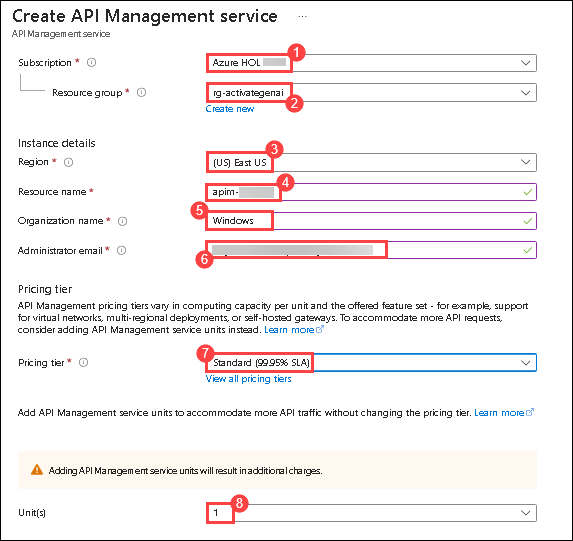 Create API Management service ...
API Management service
Subscription *
1
Azure HOL
Resource group *
rg-activategenai
2
Create new
Instance details
3
Region *
(US) East US
4
Resource name *
apim-
5
Organization name *
Windows
Administrator email *
6
Pricing tier
API Management pricing tiers vary in computing capacity per unit and the offered feature set - for example, support
for virtual networks, multi-regional deployments, or self-hosted gateways. To accommodate more API requests,
consider adding API Management service units instead. Learn more
7
Pricing tier *
Standard (99.95% SLA)
View all pricing tiers
Add API Management service units to accommodate more API traffic without changing the pricing tier. Learn more
Adding API Management service units will result in additional charges.
8
Unit(s)
1